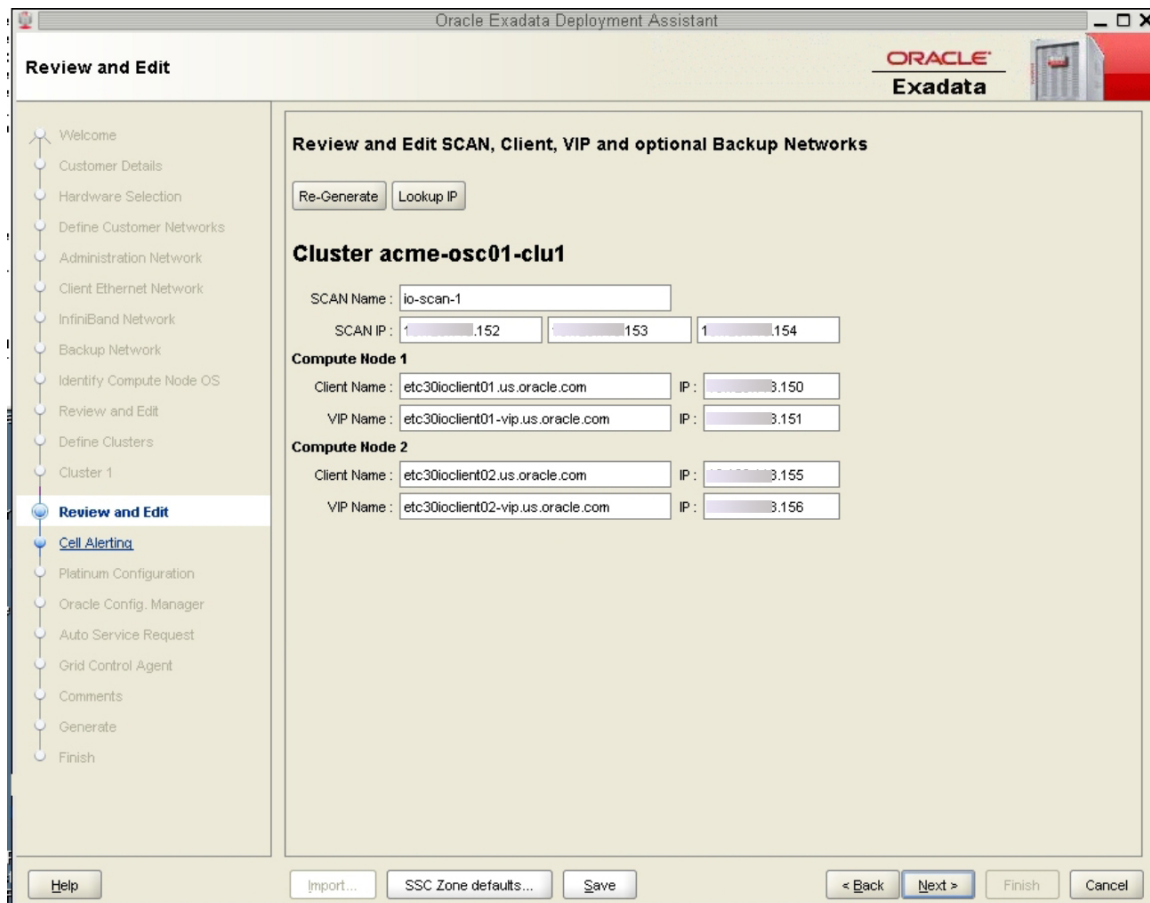 Oracle Exadata Deployment Assistant
Review and Edit
ORACLE
Exadata
Welcome
Customer Details
Hardware Selection
Define Customer Networks
Administration Network
Client Ethernet Network
InfiniBand Network
Backup Network
Identify Compute Node OS
Review and Edit
Define Clusters
Cluster 1
Review and Edit
Cell Alerting
Platinum Configuration
Oracle Config. Manager
Auto Service Request
Grid Control Agent
Comments
Generate
Finish
Review and Edit SCAN, Client, VIP and optional Backup Networks
Re-Generate Lookup IP
Cluster acme-osc01-clu1
SCAN Name : io-scan-1
SCAN IP : 1 .152 153 1 .154
Compute Node 1
Client Name : etc30ioclient01.us.oracle.com IP : 3.150
VIP Name : etc30ioclient01-vip.us.oracle.com IP : 3.151
Compute Node 2
Client Name : etc30ioclient02.us.oracle.com IP : 3.155
VIP Name : etc30ioclient02-vip.us.oracle.com IP : 3.156
Help Import... SSC Zone defaults... Save < Back Next > Finish Cancel